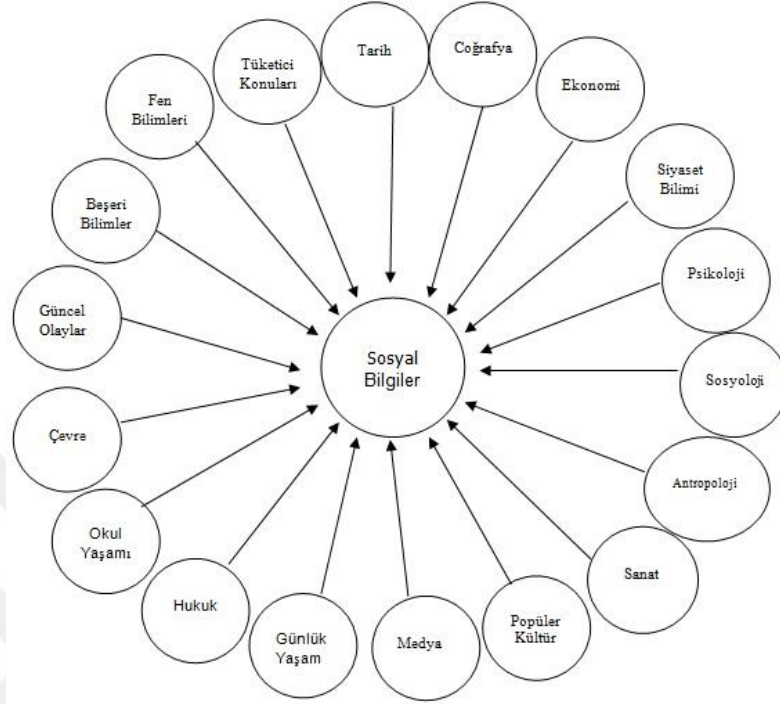 Tarih
Coğrafya
Ekonomi
Siyaset
Bilimi
Psikoloji
Sosyoloji
Antropoloji
Sanat
Popüler
Kültür
Medya
Günlük
Yaşam
Hukuk
Okul
Yaşamı
Çevre
Güncel
Olaylar
Beşeri
Bilimler
Fen
Bilimleri
Tüketici
Konuları
Sosyal
Bilgiler